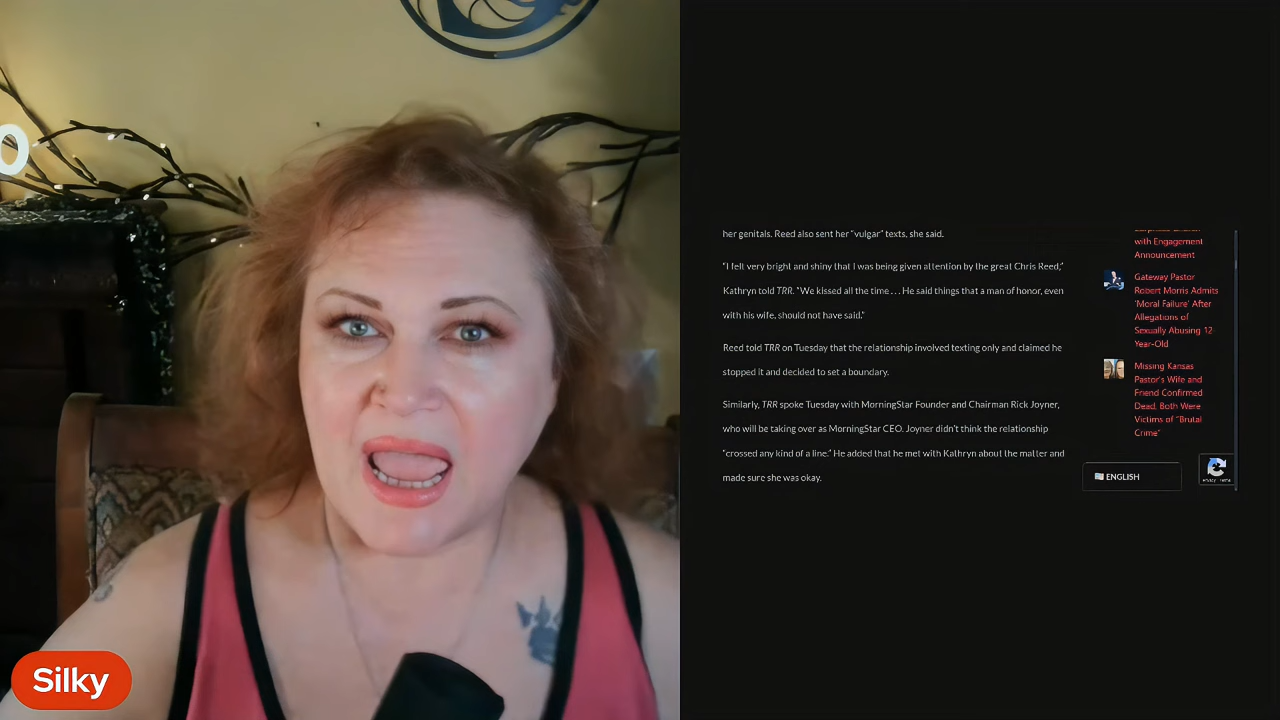 Silky
her genitals. Reed also sent her "vulgar" texts, she said.
"I felt very bright and shiny that I was being given attention by the great Chris Reed,"
Kathryn told TRR. "We kissed all the time . . . He said things that a man of honor, even
with his wife, should not have said."
Reed told TRR on Tuesday that the relationship involved texting only and claimed he
stopped it and decided to set a boundary.
Similarly, TRR spoke Tuesday with MorningStar Founder and Chairman Rick Joyner,
who will be taking over as MorningStar CEO. Joyner didn't think the relationship
"crossed any kind of a line." He added that he met with Kathryn about the matter and
made sure she was okay.
with Engagement
Announcement
Gateway Pastor
Robert Morris Admits
'Moral Failure' After
Allegations of
Sexually Abusing 12-
Year-Old
Missing Kansas
Pastor's Wife and
Friend Confirmed
Dead, Both Were
Victims of "Brutal
Crime"
ENGLISH
Privacy - Terms